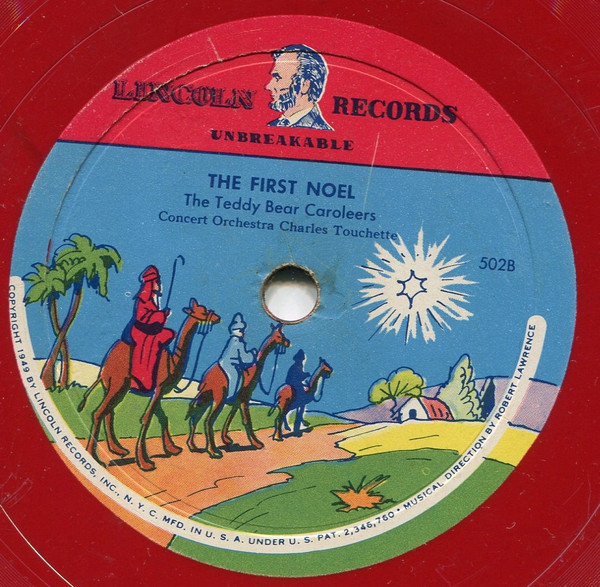 LINCOLN RECORDS
UNBREAKABLE
THE FIRST NOEL
The Teddy Bear Caroleers
Concert Orchestra Charles Touchette
502B
COPYRIGHT 1949 BY LINCOLN RECORDS, INC., N. Y. C. MFD. IN U. S. A. UNDER U. S. PAT. 2,346,760 • MUSICAL DIRECTION BY ROBERT LAWRENCE